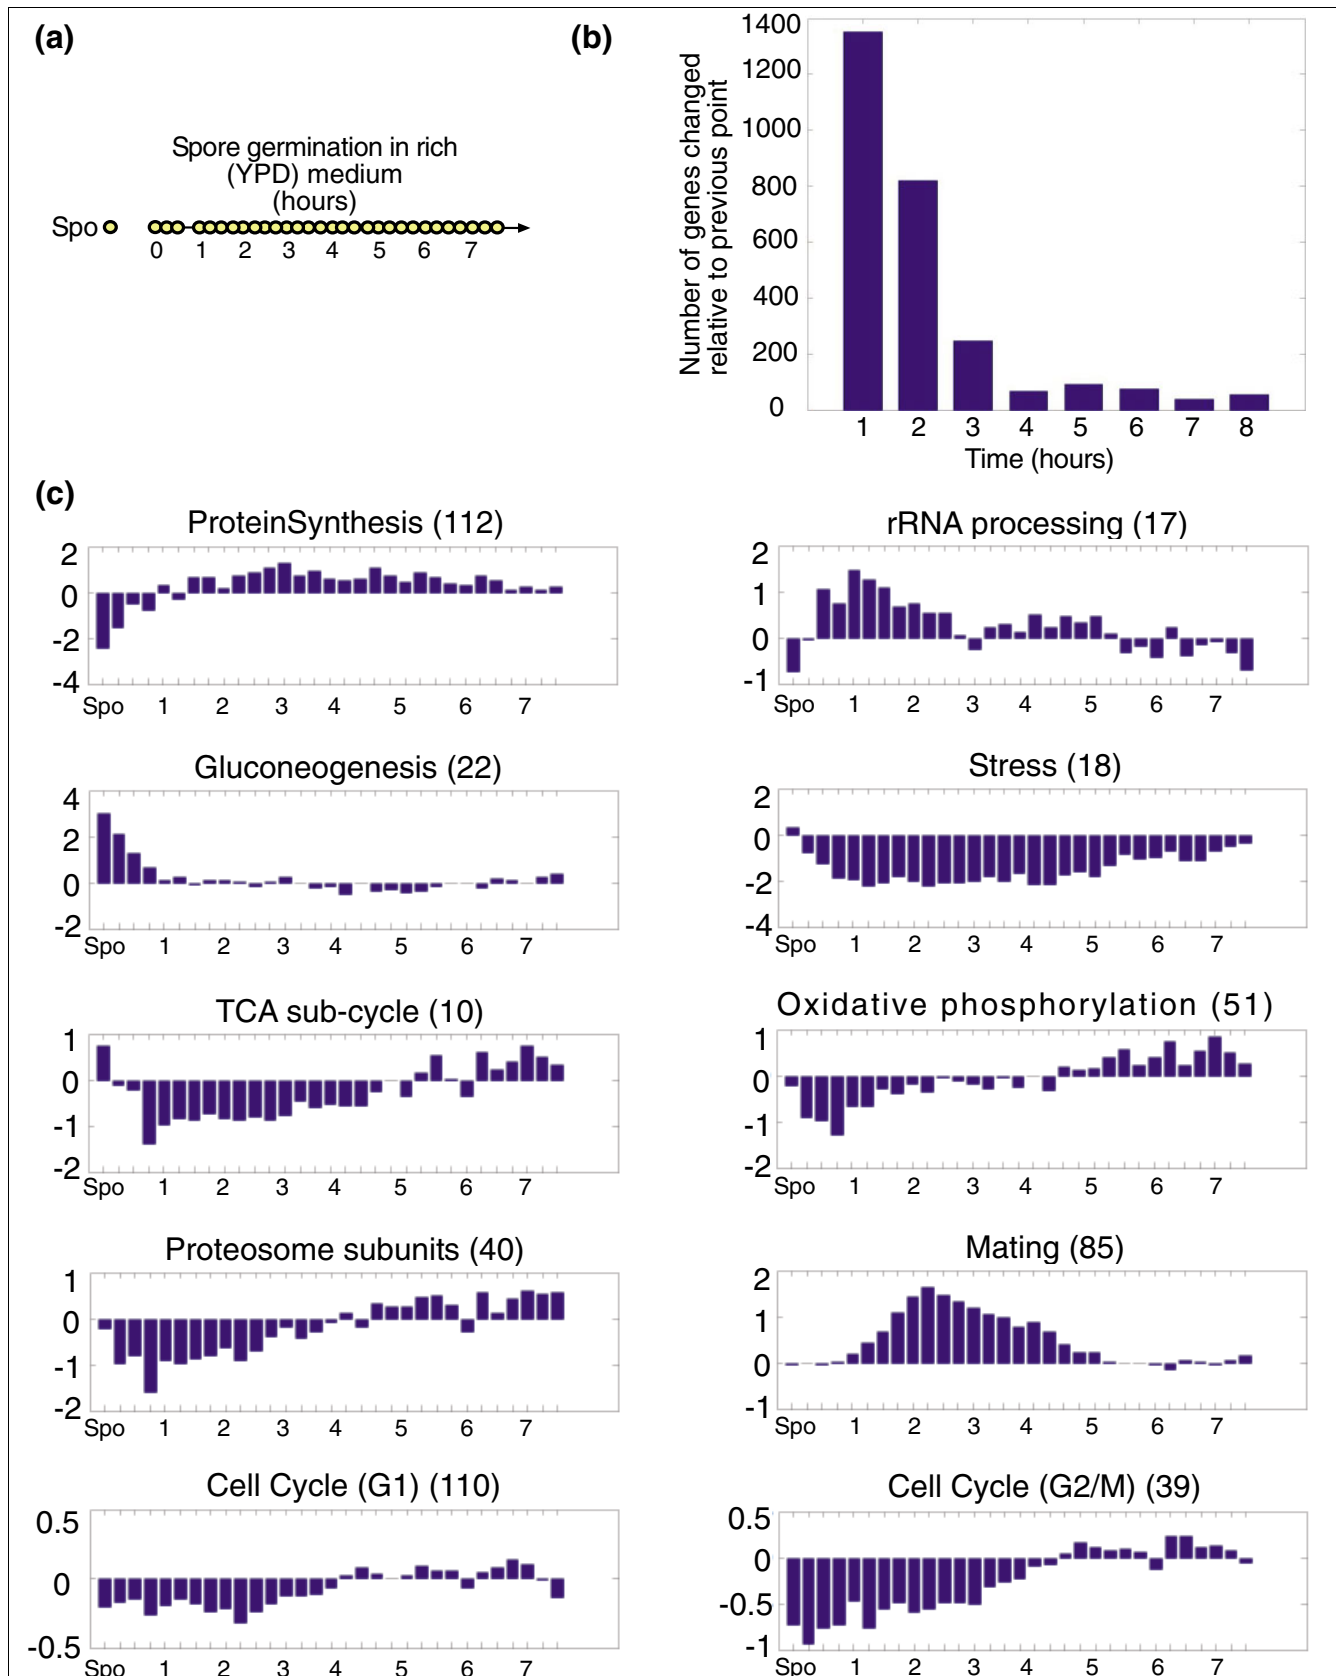 (a)
Spore germination in rich
(YPD) medium
(hours)
Spo
0 1 2 3 4 5 6 7
(b)
Number of genes changed
relative to previous point
1400
1200
1000
800
600
400
200
0
1 2 3 4 5 6 7 8
Time (hours)
(c)
ProteinSynthesis (112)
2
0
-2
-4
Spo 1 2 3 4 5 6 7
rRNA processing (17)
2
1
0
-1
Spo 1 2 3 4 5 6 7
Gluconeogenesis (22)
4
2
0
-2
Spo 1 2 3 4 5 6 7
Stress (18)
2
0
-2
-4
Spo 1 2 3 4 5 6 7
TCA sub-cycle (10)
1
0
-1
-2
Spo 1 2 3 4 5 6 7
Oxidative phosphorylation (51)
1
0
-1
-2
Spo 1 2 3 4 5 6 7
Proteosome subunits (40)
1
0
-1
-2
Spo 1 2 3 4 5 6 7
Mating (85)
2
1
0
-1
Spo 1 2 3 4 5 6 7
Cell Cycle (G1) (110)
0.5
0
-0.5
Spo 1 2 3 4 5 6 7
Cell Cycle (G2/M) (39)
0.5
0
-0.5
-1
Spo 1 2 3 4 5 6 7